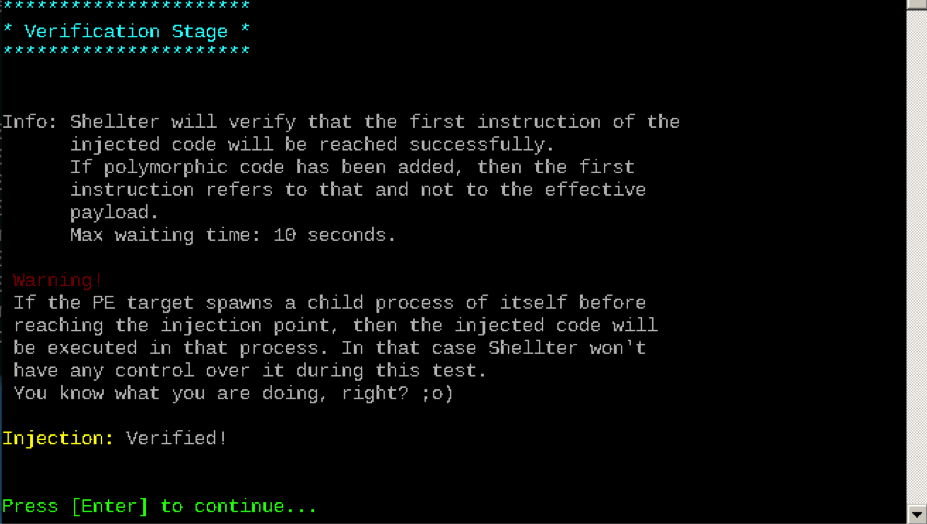 **********************
* Verification Stage *
**********************
Info: Shellter will verify that the first instruction of the
injected code will be reached successfully.
If polymorphic code has been added, then the first
instruction refers to that and not to the effective
payload.
Max waiting time: 10 seconds.
Warning!
If the PE target spawns a child process of itself before
reaching the injection point, then the injected code will
be executed in that process. In that case Shellter won't
have any control over it during this test.
You know what you are doing, right? ;o)
Injection: Verified!
Press [Enter] to continue...